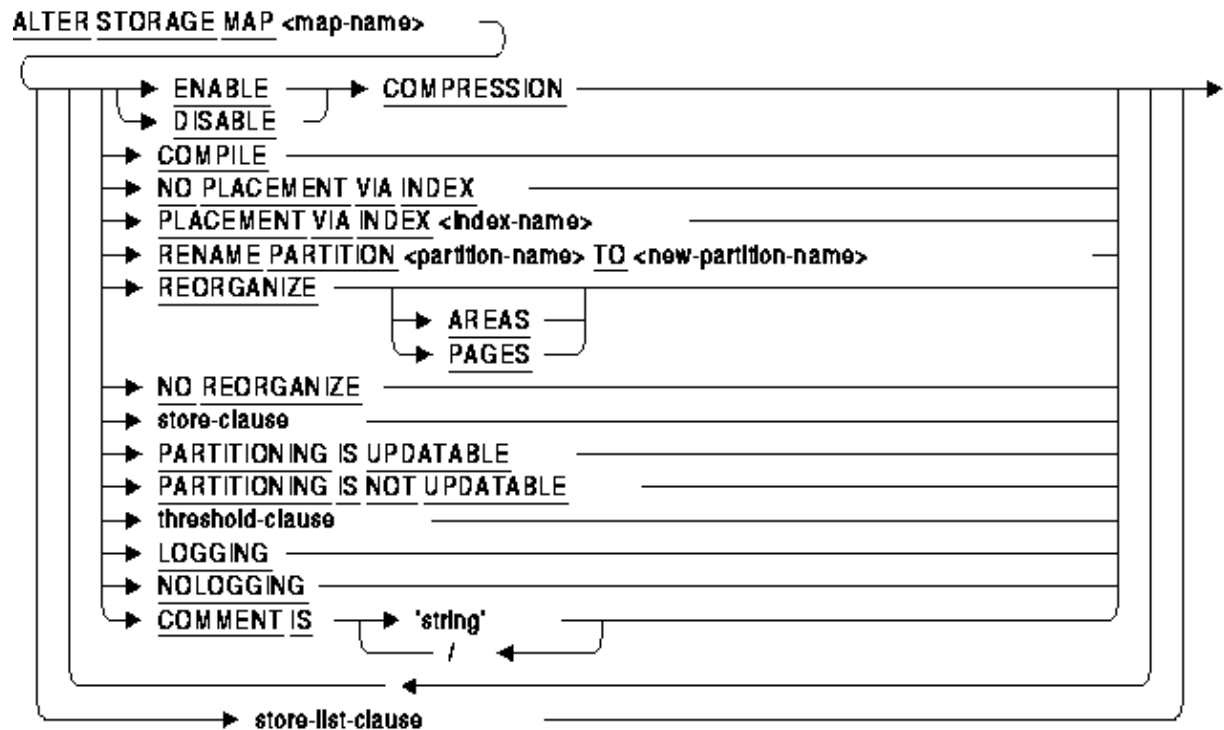 ALTER STORAGE MAP <map-name>
ENABLE COMPRESSION
DISABLE
COMPILE
NO PLACEMENT VIA INDEX
PLACEMENT VIA INDEX <index-name>
RENAME PARTITION <partition-name> TO <new-partition-name>
REORGANIZE
AREAS
PAGES
NO REORGANIZE
store-clause
PARTITIONING IS UPDATABLE
PARTITIONING IS NOT UPDATABLE
threshold-clause
LOGGING
NOLOGGING
COMMENT IS 'string'
/
store-list-clause